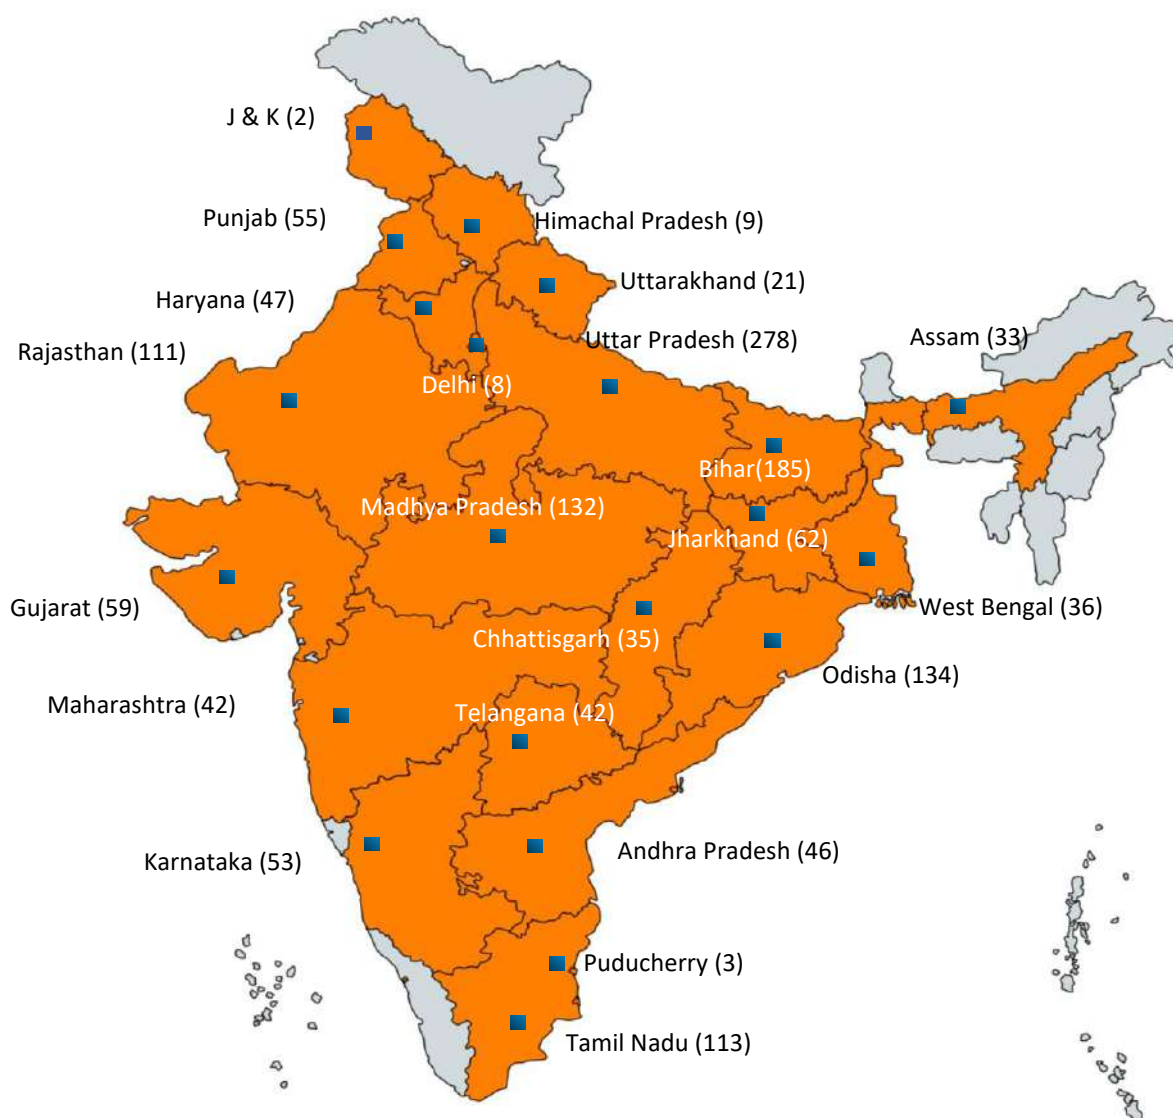 J & K (2)
Punjab (55)
Himachal Pradesh (9)
Uttarakhand (21)
Haryana (47)
Uttar Pradesh (278)
Assam (33)
Rajasthan (111)
Delhi (8)
Bihar(185)
Madhya Pradesh (132)
Jharkhand (62)
Gujarat (59)
West Bengal (36)
Chhattisgarh (35)
Odisha (134)
Maharashtra (42)
Telangana (42)
Andhra Pradesh (46)
Karnataka (53)
Puducherry (3)
Tamil Nadu (113)